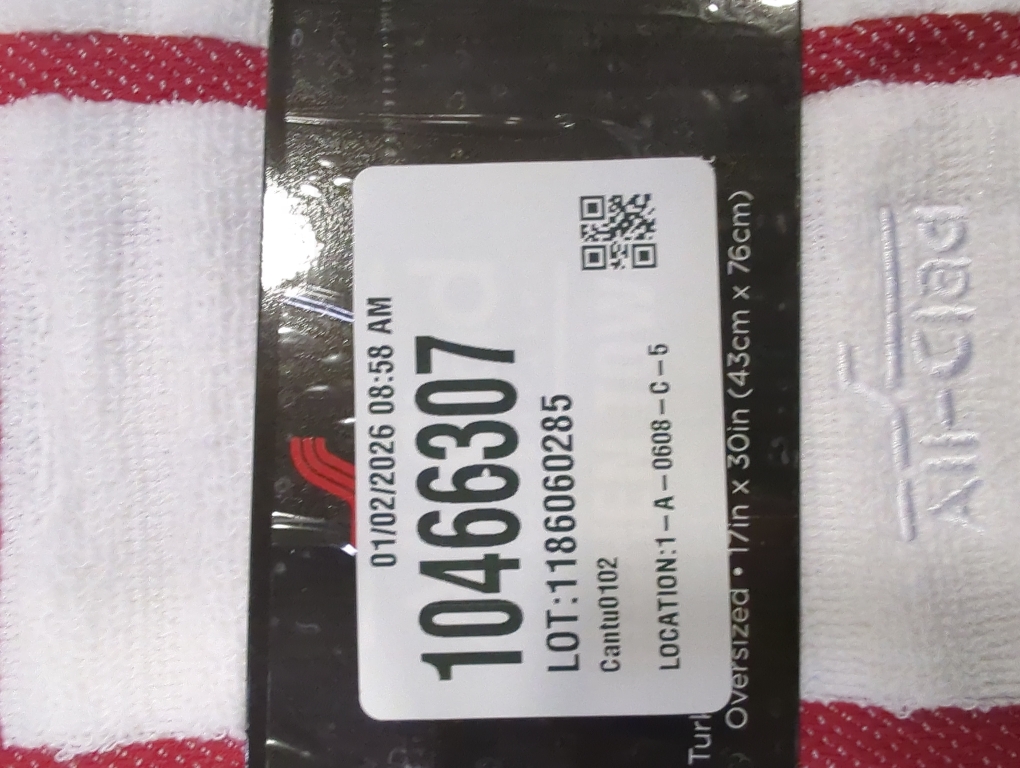 01/02/2026 08:58 AM
10466307
LOT:1186060285
Cantu0102
LOCATION:1-A-0608-C-5
Oversized • 17in x 30in (43cm x 76cm)
All-Clad